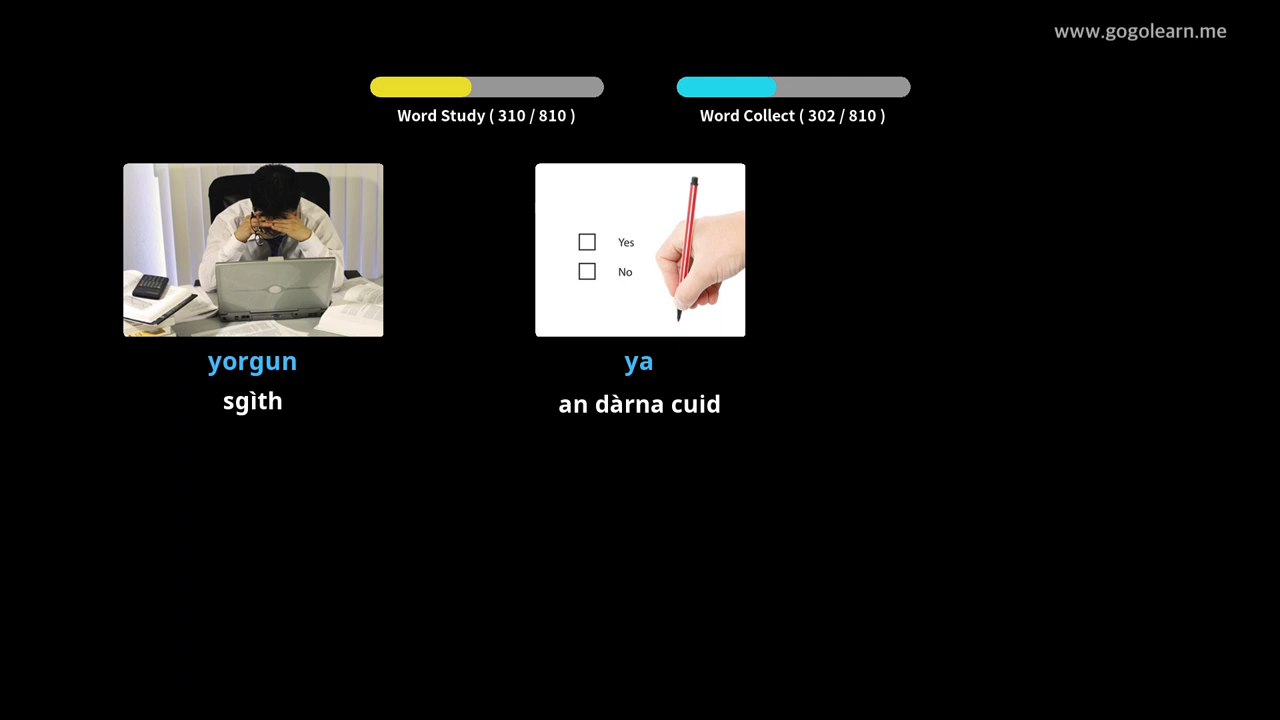 www.gogolearn.me
Word Study ( 310 / 810 )
Word Collect ( 302 / 810 )
Yes
No
yorgun
sgìth
ya
an dàrna cuid